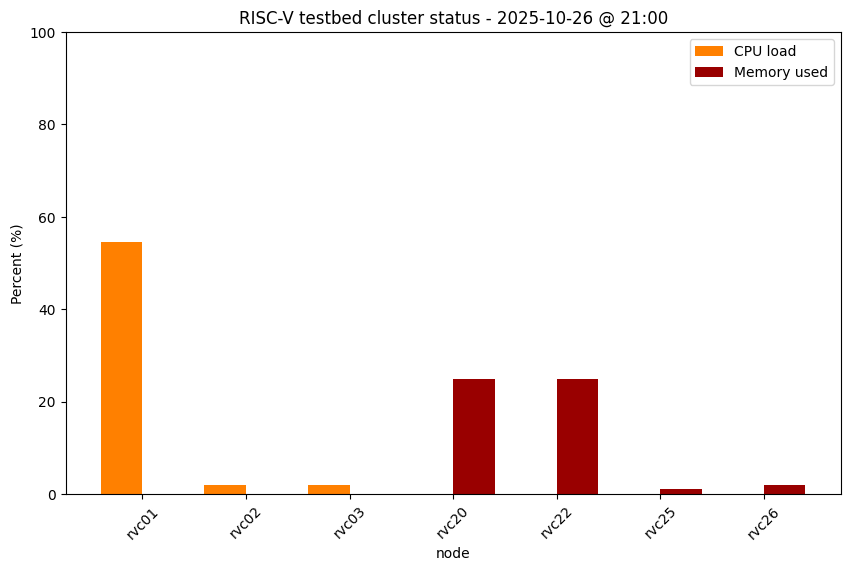 RISC-V testbed cluster status - 2025-10-26 @ 21:00
CPU load
Memory used
Percent (%)
100
80
60
40
20
0
rvc01
rvc02
rvc03
rvc20
rvc22
rvc25
rvc26
node